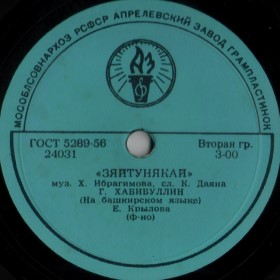 МОСОБЛСОВНАРХОЗ РСФСР АПРЕЛЕВСКИЙ ЗАВОД ГРАМПЛАСТИНОК
АЗ
ГОСТ 5289-56
24031
Вторая гр.
3-00
«ЗЯЙТУНЯКАЙ»
муз. Х. Ибрагимова, сл. К. Даяна
Г. ХАБИБУЛЛИН
(На башкирском языке)
Е. Крылова
(Ф-но)